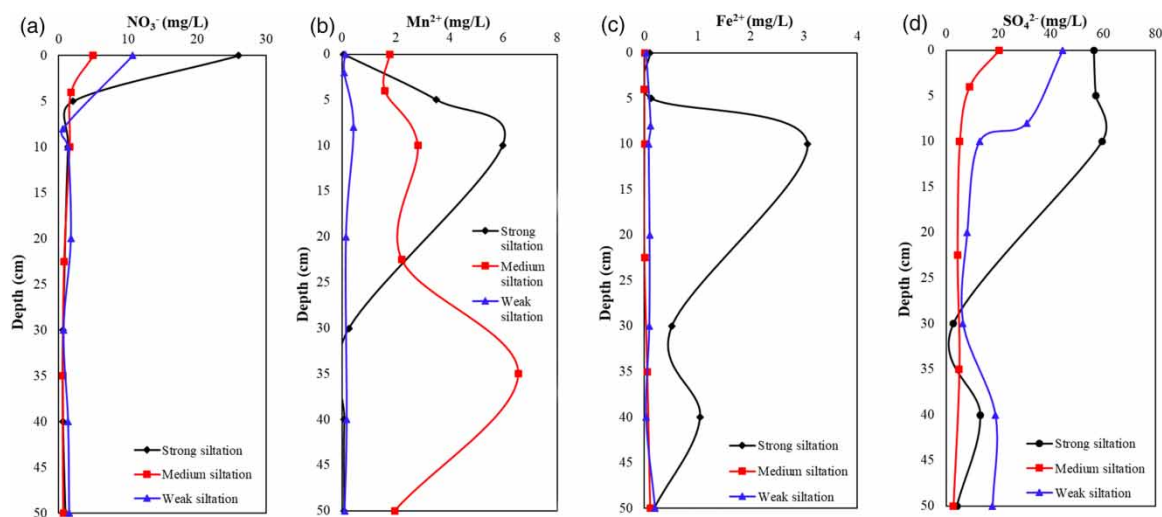 (a) NO₃⁻ (mg/L)
0 10 20 30
0
5
10
15
20
25
30
35
40
45
50
Depth (cm)
Strong siltation
Medium siltation
Weak siltation
(b) Mn²⁺ (mg/L)
0 2 4 6 8
0
5
10
15
20
25
30
35
40
45
50
Depth (cm)
Strong
siltation
Medium
siltation
Weak
siltation
(c) Fe²⁺ (mg/L)
0 1 2 3 4
0
5
10
15
20
25
30
35
40
45
50
Depth (cm)
Strong siltation
Medium siltation
Weak siltation
(d) SO₄²⁻ (mg/L)
0 20 40 60 80
0
5
10
15
20
25
30
35
40
45
50
Depth (cm)
Strong siltation
Medium siltation
Weak siltation